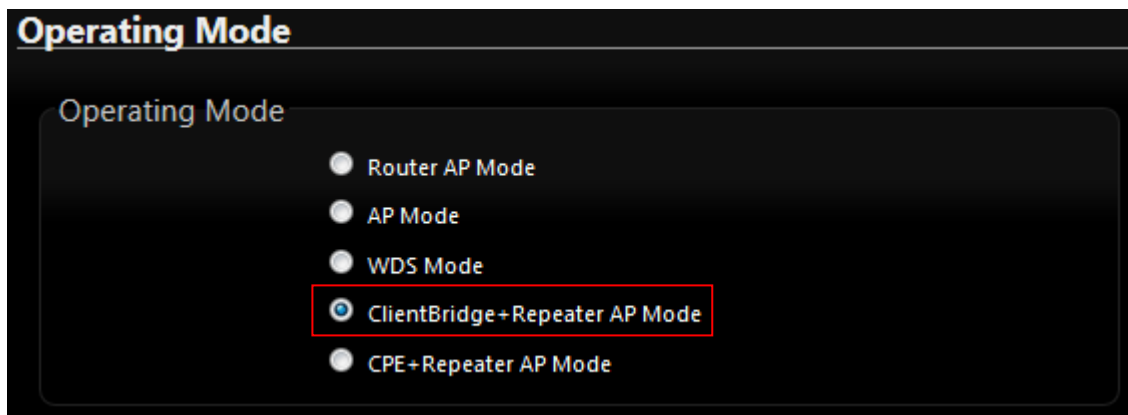 Operating Mode
Operating Mode
Router AP Mode
AP Mode
WDS Mode
ClientBridge+Repeater AP Mode
CPE+Repeater AP Mode